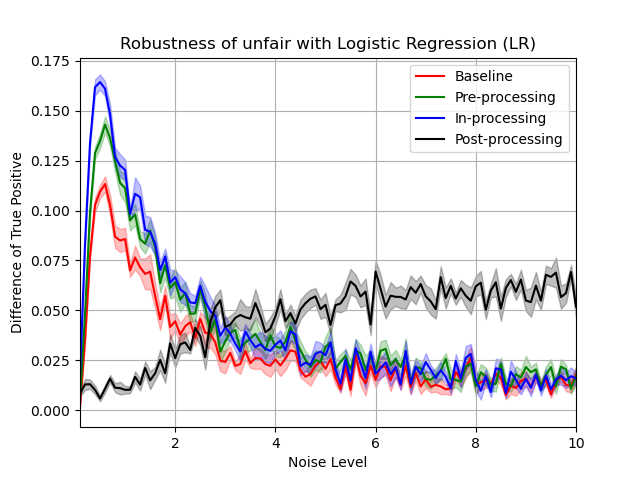 Robustness of unfair with Logistic Regression (LR)
Difference of True Positive
0.175
0.150
0.125
0.100
0.075
0.050
0.025
0.000
Baseline
Pre-processing
In-processing
Post-processing
2
4
6
8
10
Noise Level